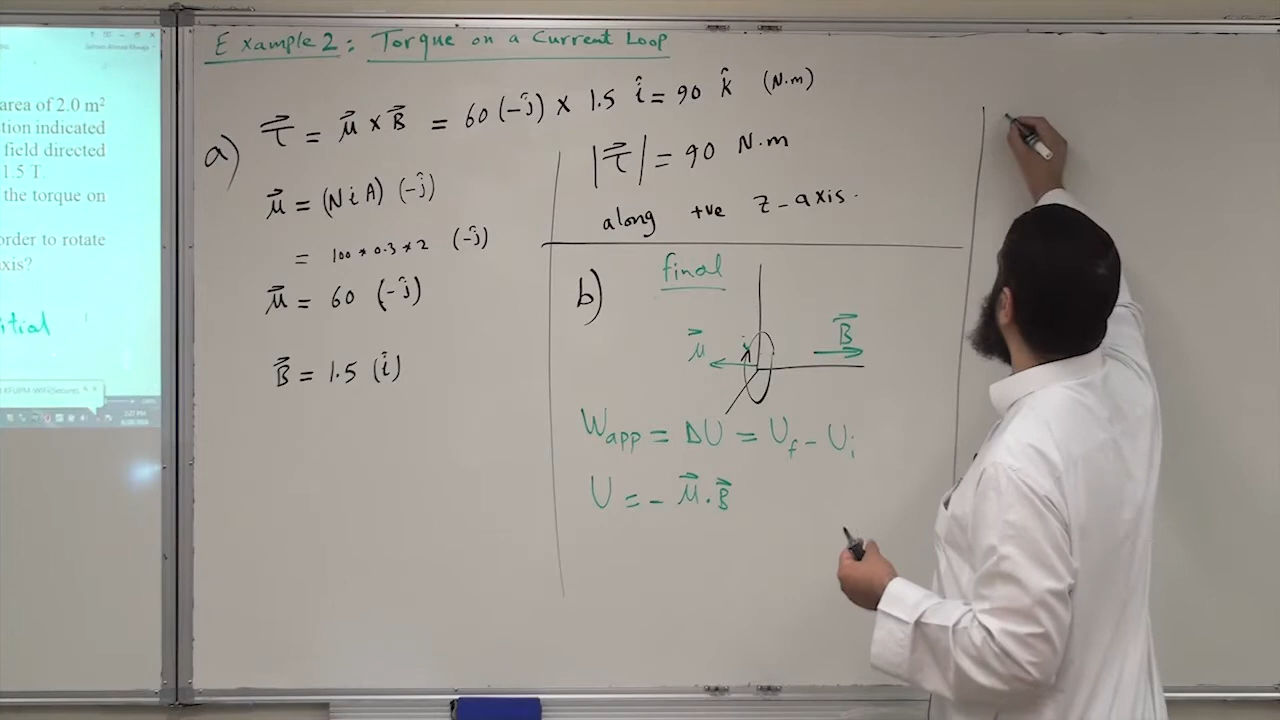 Example 2: Torque on a Current Loop
a) τ⃗ = μ⃗ × B⃗ = 60 (-ĵ) × 1.5 î = 90 k̂ (N.m)
μ⃗ = (N i A) (-ĵ)
= 100 * 0.3 * 2 (-ĵ)
μ⃗ = 60 (-ĵ)
B⃗ = 1.5 (î)
|τ⃗| = 90 N.m
along +ve z-axis.
b) final
μ⃗ i B⃗
W_app = ΔU = U_f - U_i
U = - μ⃗ . B⃗
area of 2.0 m²
tion indicated
field directed
1.5 T.
the torque on
order to rotate
axis?
tial